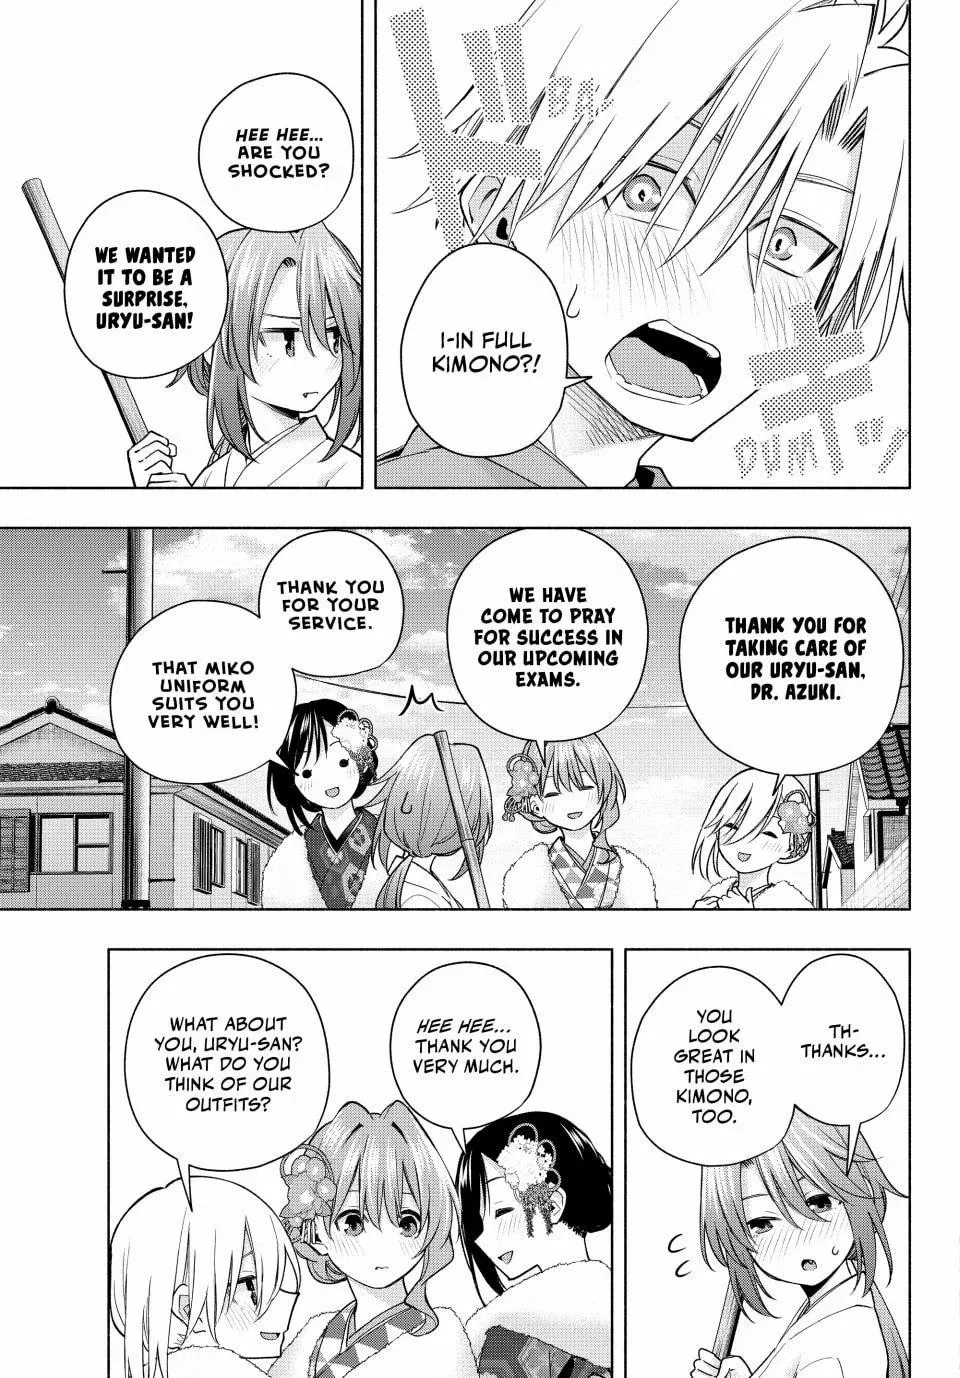 ドドッ
BA-
I-IN FULL
KIMONO?!
DUM
HEE HEE...
ARE YOU
SHOCKED?
WE WANTED
IT TO BE A
SURPRISE,
URYU-SAN!
THANK YOU FOR
TAKING CARE OF
OUR URYU-SAN,
DR. AZUKI.
WE HAVE
COME TO PRAY
FOR SUCCESS IN
OUR UPCOMING
EXAMS.
THANK YOU
FOR YOUR
SERVICE.
THAT MIKO
UNIFORM
SUITS YOU
VERY WELL!
TH-
THANKS...
YOU
LOOK
GREAT IN
THOSE
KIMONO,
TOO.
HEE HEE...
THANK YOU
VERY MUCH.
WHAT ABOUT
YOU, URYU-SAN?
WHAT DO YOU
THINK OF OUR
OUTFITS?